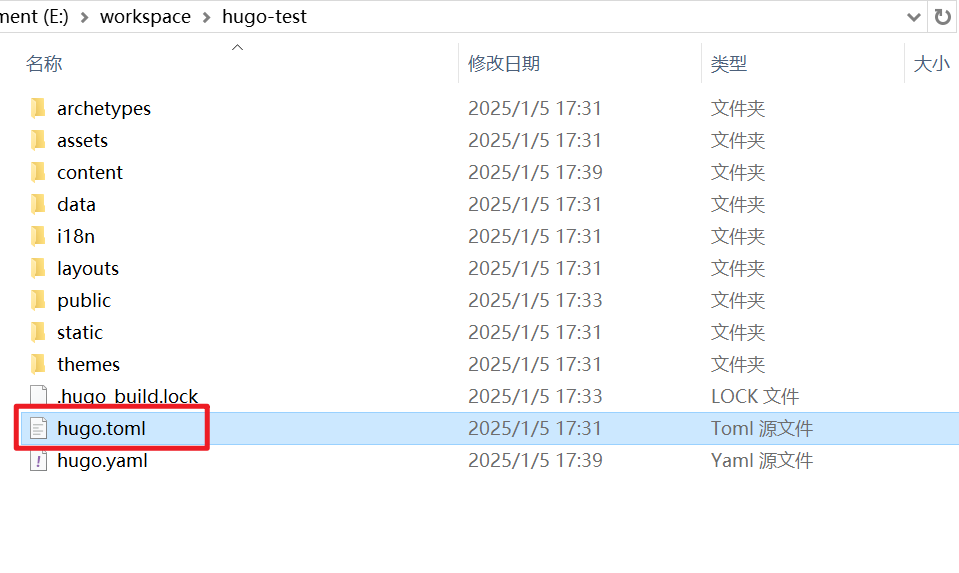 ment (E:) > workspace > hugo-test
名称 修改日期 类型 大小
archetypes 2025/1/5 17:31 文件夹
assets 2025/1/5 17:31 文件夹
content 2025/1/5 17:39 文件夹
data 2025/1/5 17:31 文件夹
i18n 2025/1/5 17:31 文件夹
layouts 2025/1/5 17:31 文件夹
public 2025/1/5 17:33 文件夹
static 2025/1/5 17:31 文件夹
themes 2025/1/5 17:31 文件夹
.hugo_build.lock 2025/1/5 17:33 LOCK 文件
hugo.toml 2025/1/5 17:31 Toml 源文件
hugo.yaml 2025/1/5 17:39 Yaml 源文件